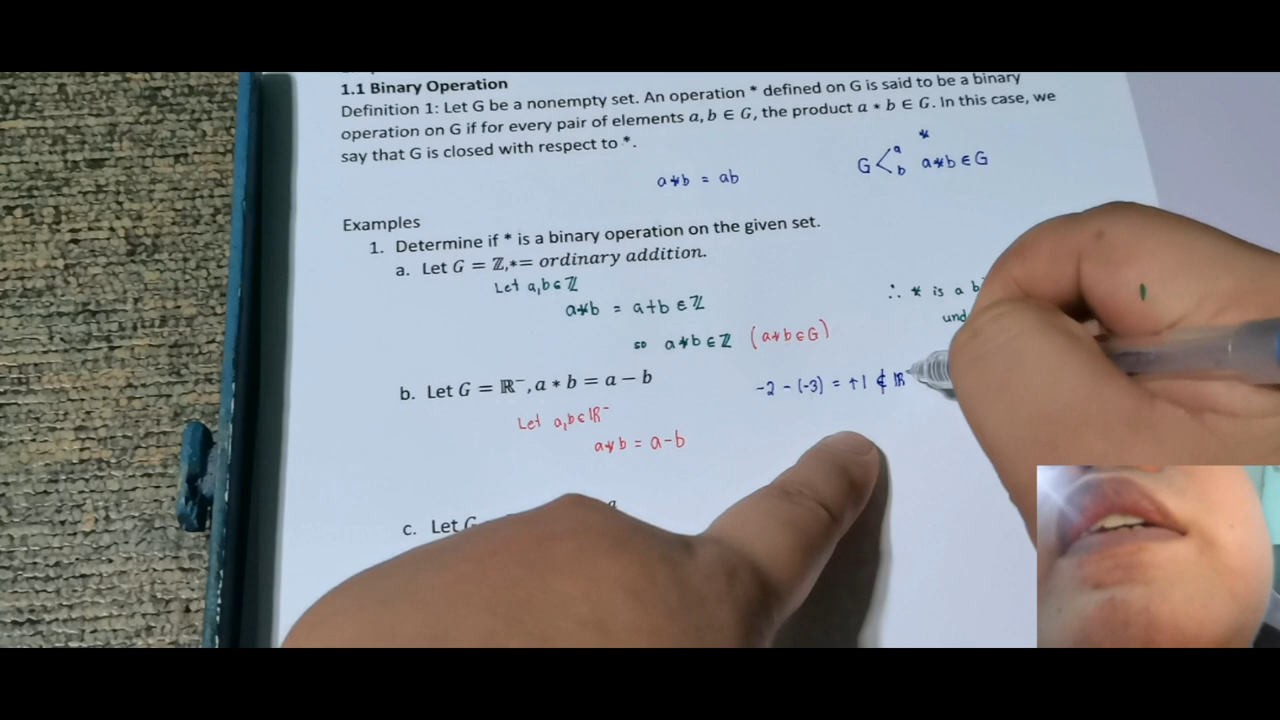 1.1 Binary Operation
Definition 1: Let G be a nonempty set. An operation * defined on G is said to be a binary
operation on G if for every pair of elements a, b ∈ G, the product a * b ∈ G. In this case, we
say that G is closed with respect to *.
a*b = ab
G < a b * a*b ∈ G
Examples
1. Determine if * is a binary operation on the given set.
a. Let G = ℤ,*= ordinary addition.
Let a,b ∈ ℤ
a*b = a+b ∈ ℤ
∴ * is a b
so a*b ∈ ℤ (a*b ∈ G)
b. Let G = ℝ⁻, a * b = a − b
-2 - (-3) = +1 ∉ ℝ
Let a,b ∈ ℝ⁻
a*b = a-b
c. Let